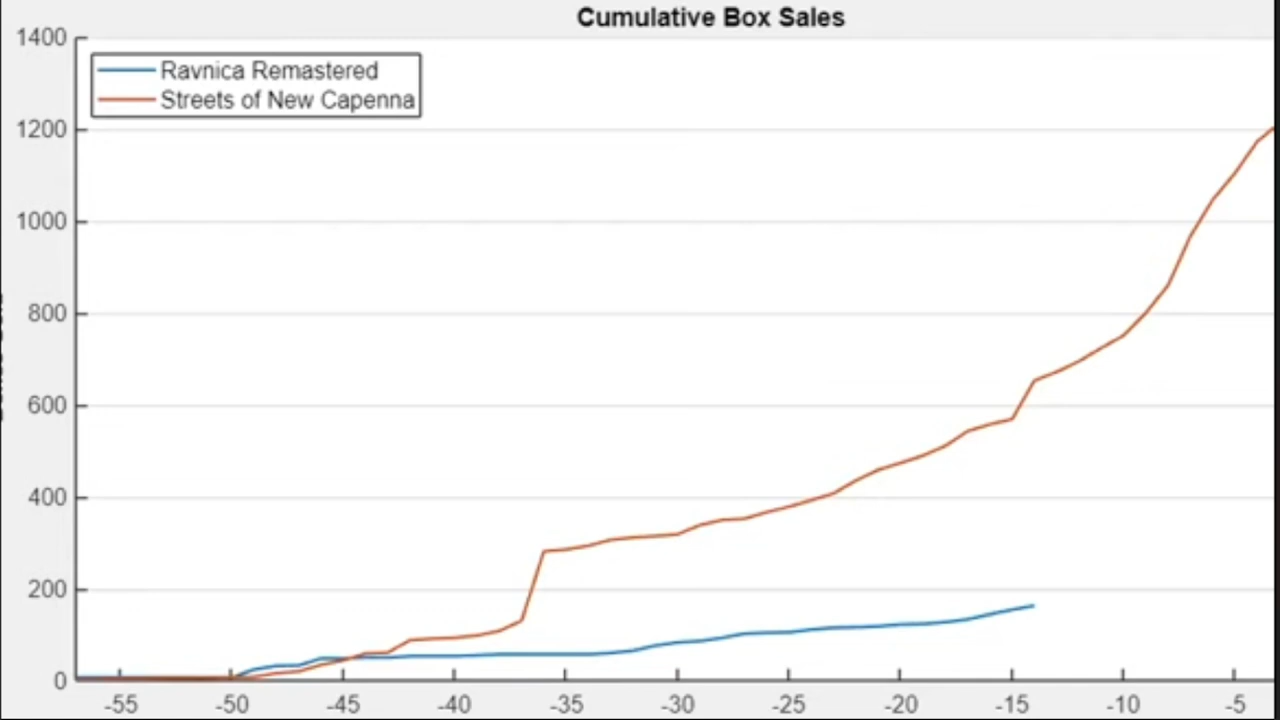 Cumulative Box Sales
Ravnica Remastered
Streets of New Capenna
1400
1200
1000
800
600
400
200
0
-55 -50 -45 -40 -35 -30 -25 -20 -15 -10 -5